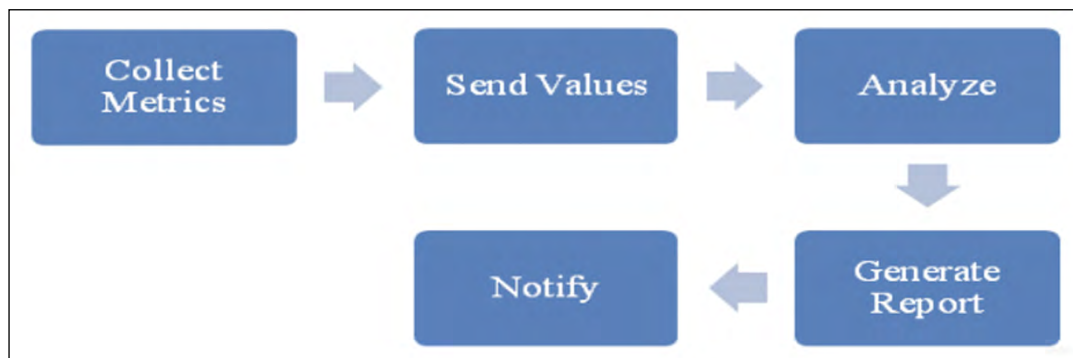 Collect
Metrics
Send Values
Analyze
Generate
Report
Notify